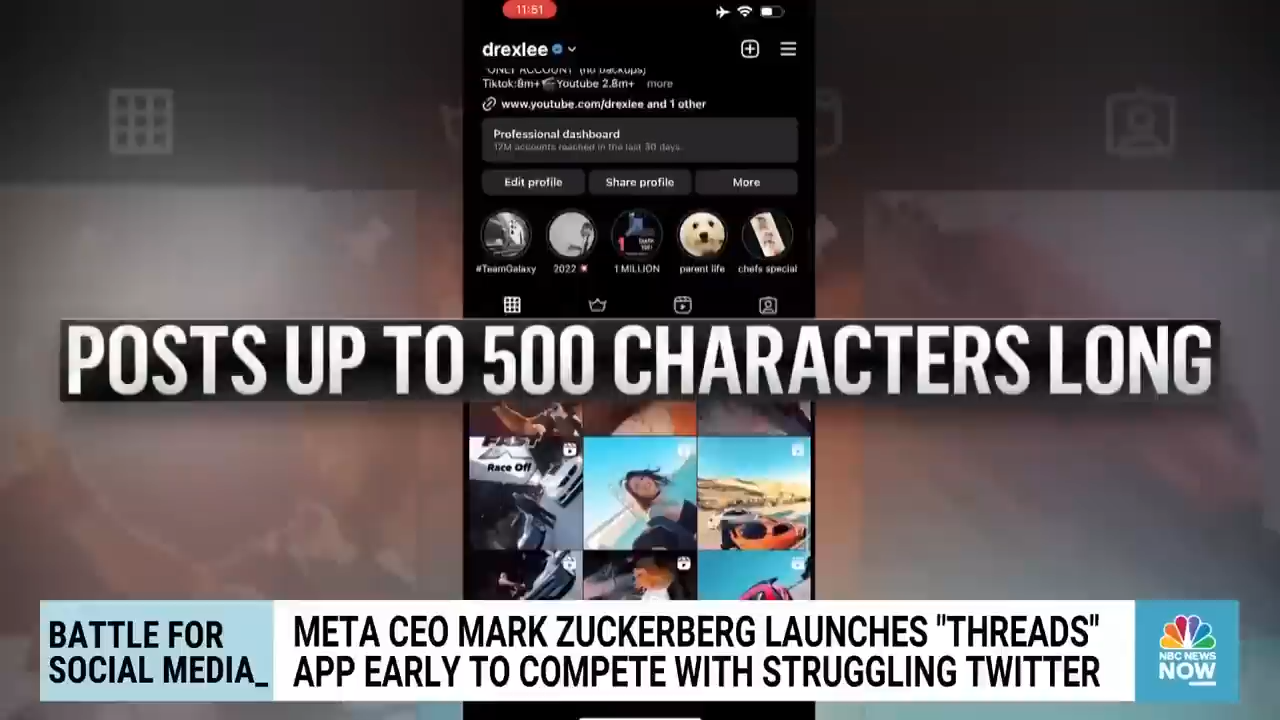 11:51
drexlee
"ONLY ACCOUNT" (no backups)
Tiktok:8m+🎬Youtube 2.8m+ more
www.youtube.com/drexlee and 1 other
Professional dashboard
12M accounts reached in the last 30 days.
Edit profile Share profile More
#TeamGalaxy 2022 💥 1 MILLION parent life chefs special
POSTS UP TO 500 CHARACTERS LONG
FAST X
Race Off
BATTLE FOR
SOCIAL MEDIA_
META CEO MARK ZUCKERBERG LAUNCHES "THREADS"
APP EARLY TO COMPETE WITH STRUGGLING TWITTER
NBC NEWS
NOW